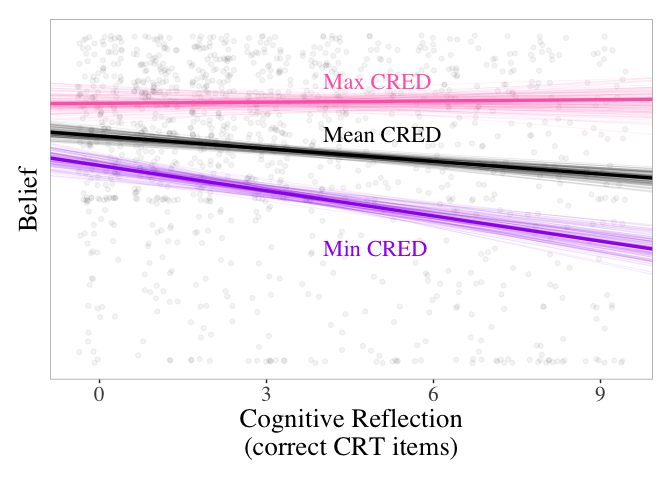 Max CRED
Mean CRED
Min CRED
Belief
0 3 6 9
Cognitive Reflection
(correct CRT items)